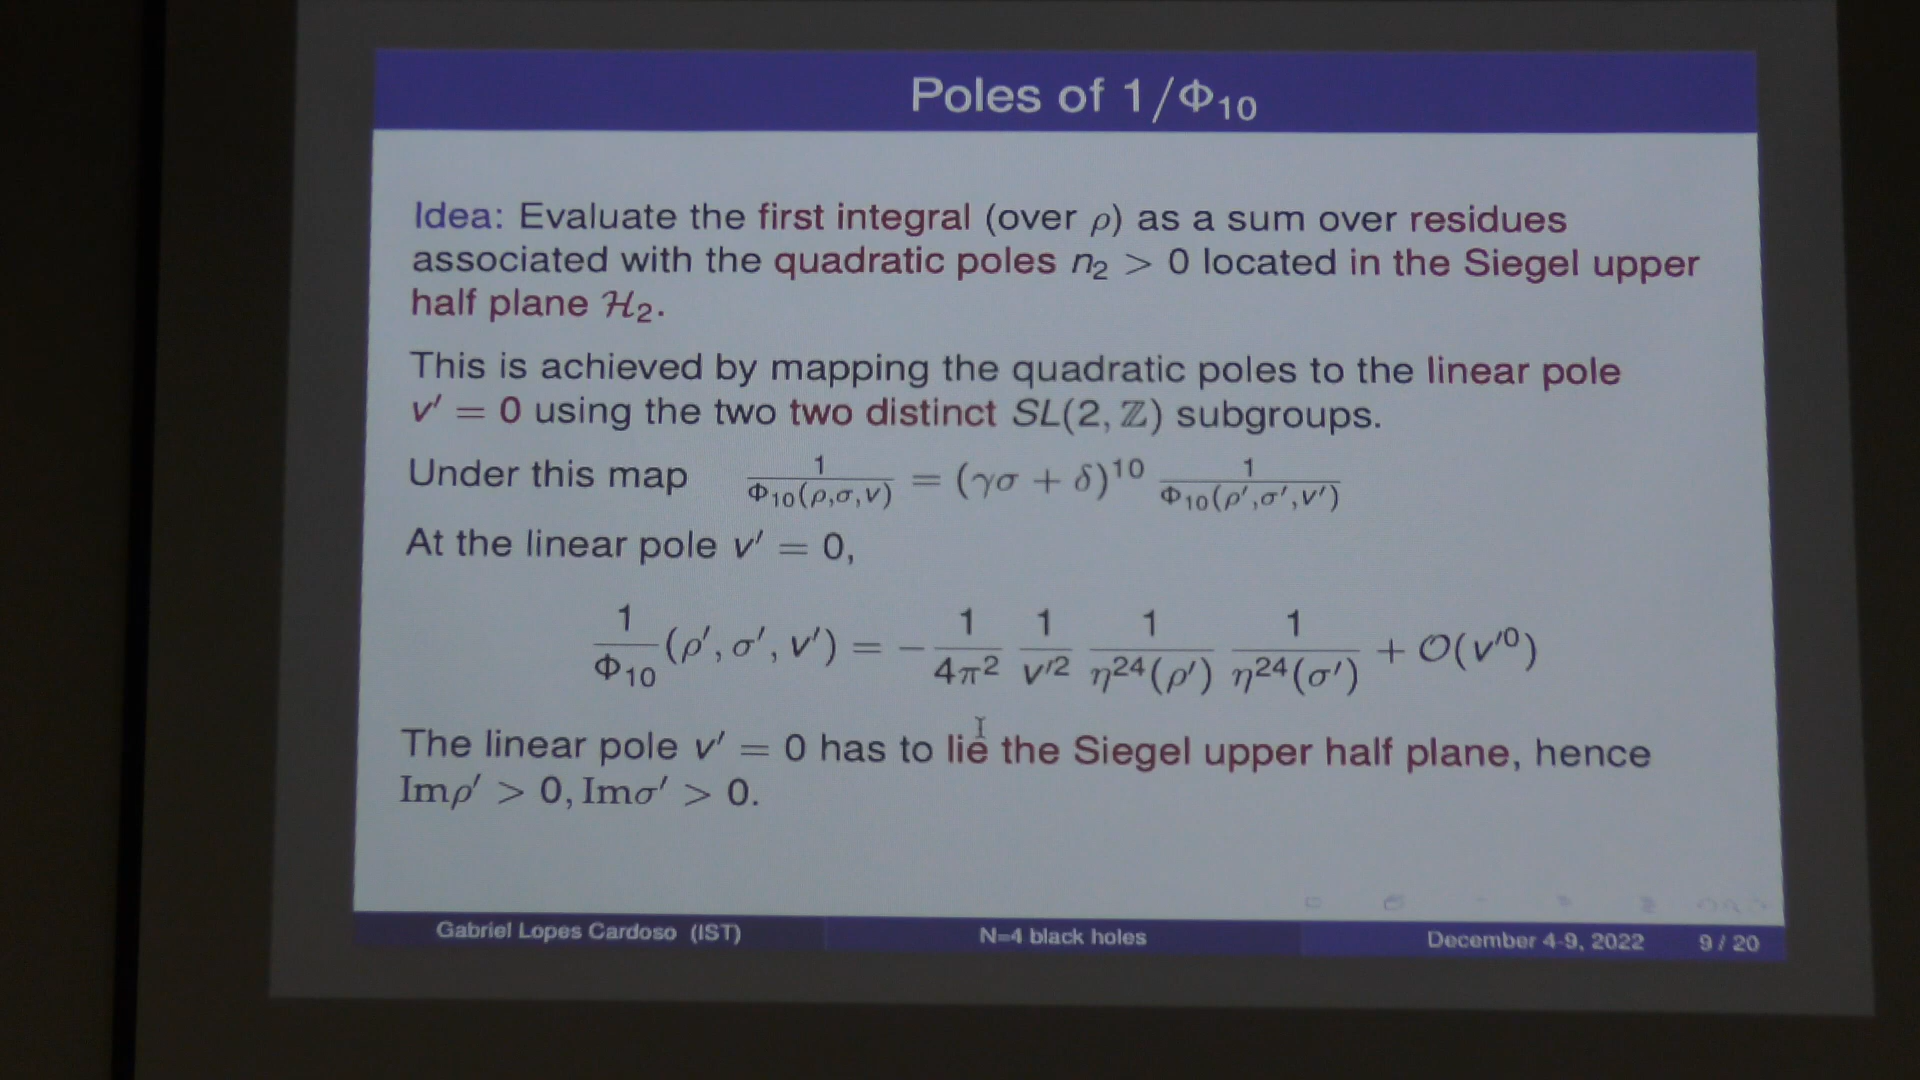 Poles of 1/Φ₁₀
Idea: Evaluate the first integral (over ρ) as a sum over residues
associated with the quadratic poles n₂ > 0 located in the Siegel upper
half plane ℋ₂.
This is achieved by mapping the quadratic poles to the linear pole
v′ = 0 using the two two distinct SL(2, ℤ) subgroups.
Under this map 1/Φ₁₀(ρ,σ,v) = (γσ + δ)¹⁰ 1/Φ₁₀(ρ′,σ′,v′)
At the linear pole v′ = 0,
1/Φ₁₀ (ρ′, σ′, v′) = − 1/4π² 1/v′² 1/η²⁴(ρ′) 1/η²⁴(σ′) + 𝒪(v′⁰)
The linear pole v′ = 0 has to lie the Siegel upper half plane, hence
Imρ′ > 0, Imσ′ > 0.
Gabriel Lopes Cardoso (IST) N=4 black holes December 4-9, 2022 9 / 20